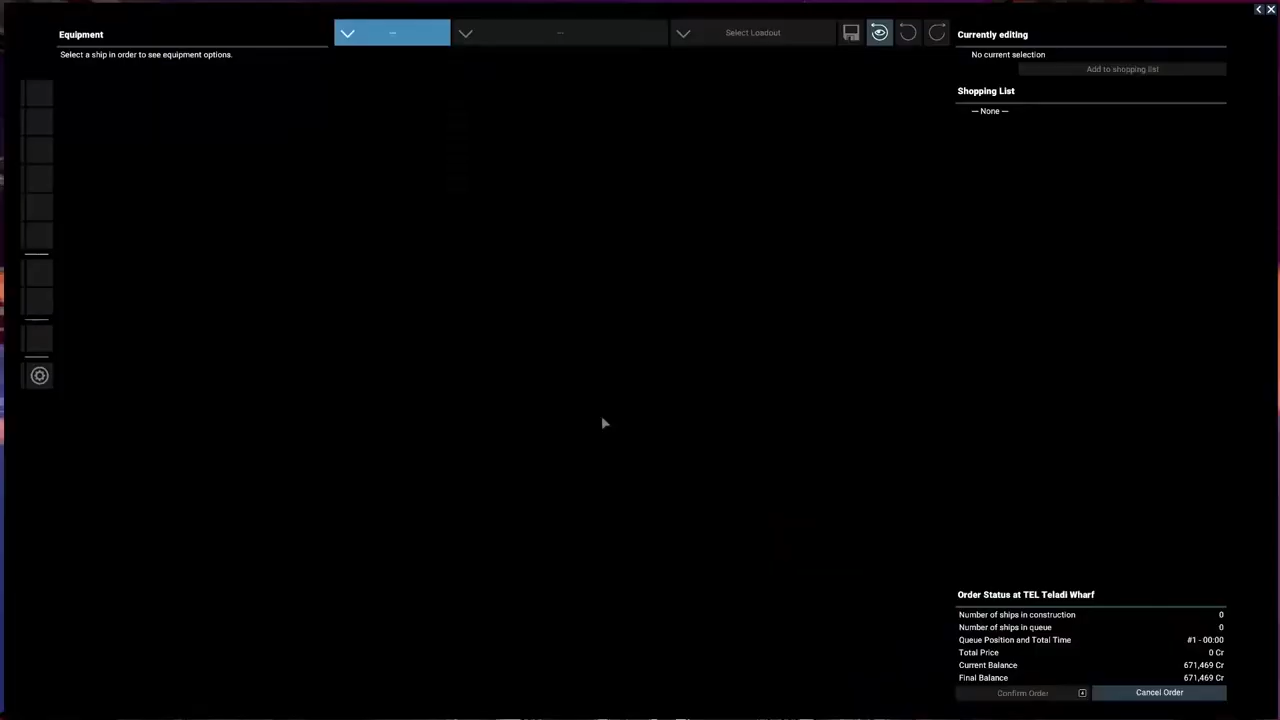 Equipment
Select a ship in order to see equipment options.
--
--
Select Loadout
Currently editing
No current selection
Add to shopping list
Shopping List
— None —
Order Status at TEL Teladi Wharf
Number of ships in construction 0
Number of ships in queue 0
Queue Position and Total Time #1 - 00:00
Total Price 0 Cr
Current Balance 671,469 Cr
Final Balance 671,469 Cr
Confirm Order
Cancel Order